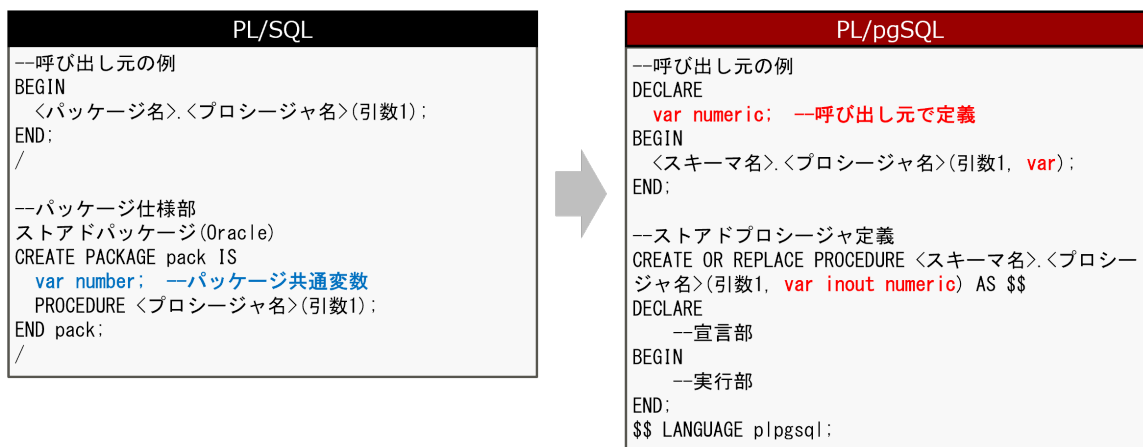 PL/SQL
--呼び出し元の例
BEGIN
  <パッケージ名>.<プロシージャ名>(引数1);
END;
/
--パッケージ仕様部
ストアドパッケージ(Oracle)
CREATE PACKAGE pack IS
  var number;  --パッケージ共通変数
  PROCEDURE <プロシージャ名>(引数1);
END pack;
/
PL/pgSQL
--呼び出し元の例
DECLARE
  var numeric;  --呼び出し元で定義
BEGIN
  <スキーマ名>.<プロシージャ名>(引数1, var);
END;
--ストアドプロシージャ定義
CREATE OR REPLACE PROCEDURE <スキーマ名>.<プロシー
ジャ名>(引数1, var inout numeric) AS $$
DECLARE
    --宣言部
BEGIN
    --実行部
END;
$$ LANGUAGE plpgsql;